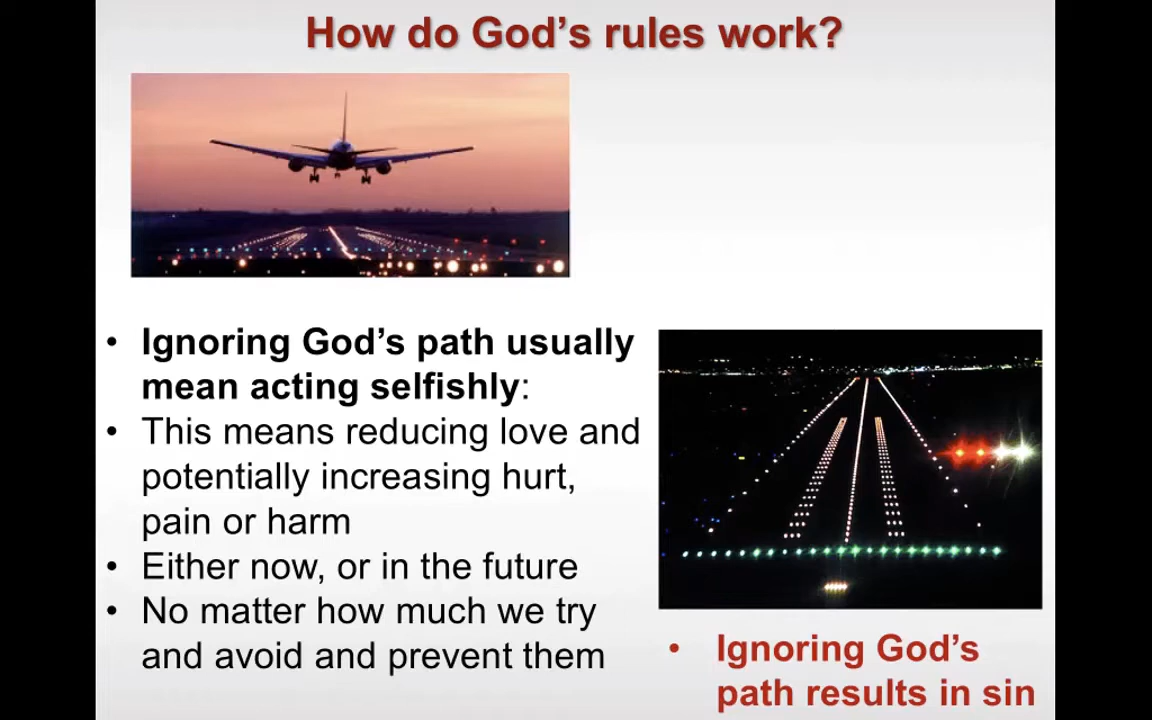 How do God’s rules work?
• Ignoring God’s path usually
mean acting selfishly:
• This means reducing love and
potentially increasing hurt,
pain or harm
• Either now, or in the future
• No matter how much we try
and avoid and prevent them
• Ignoring God’s
path results in sin